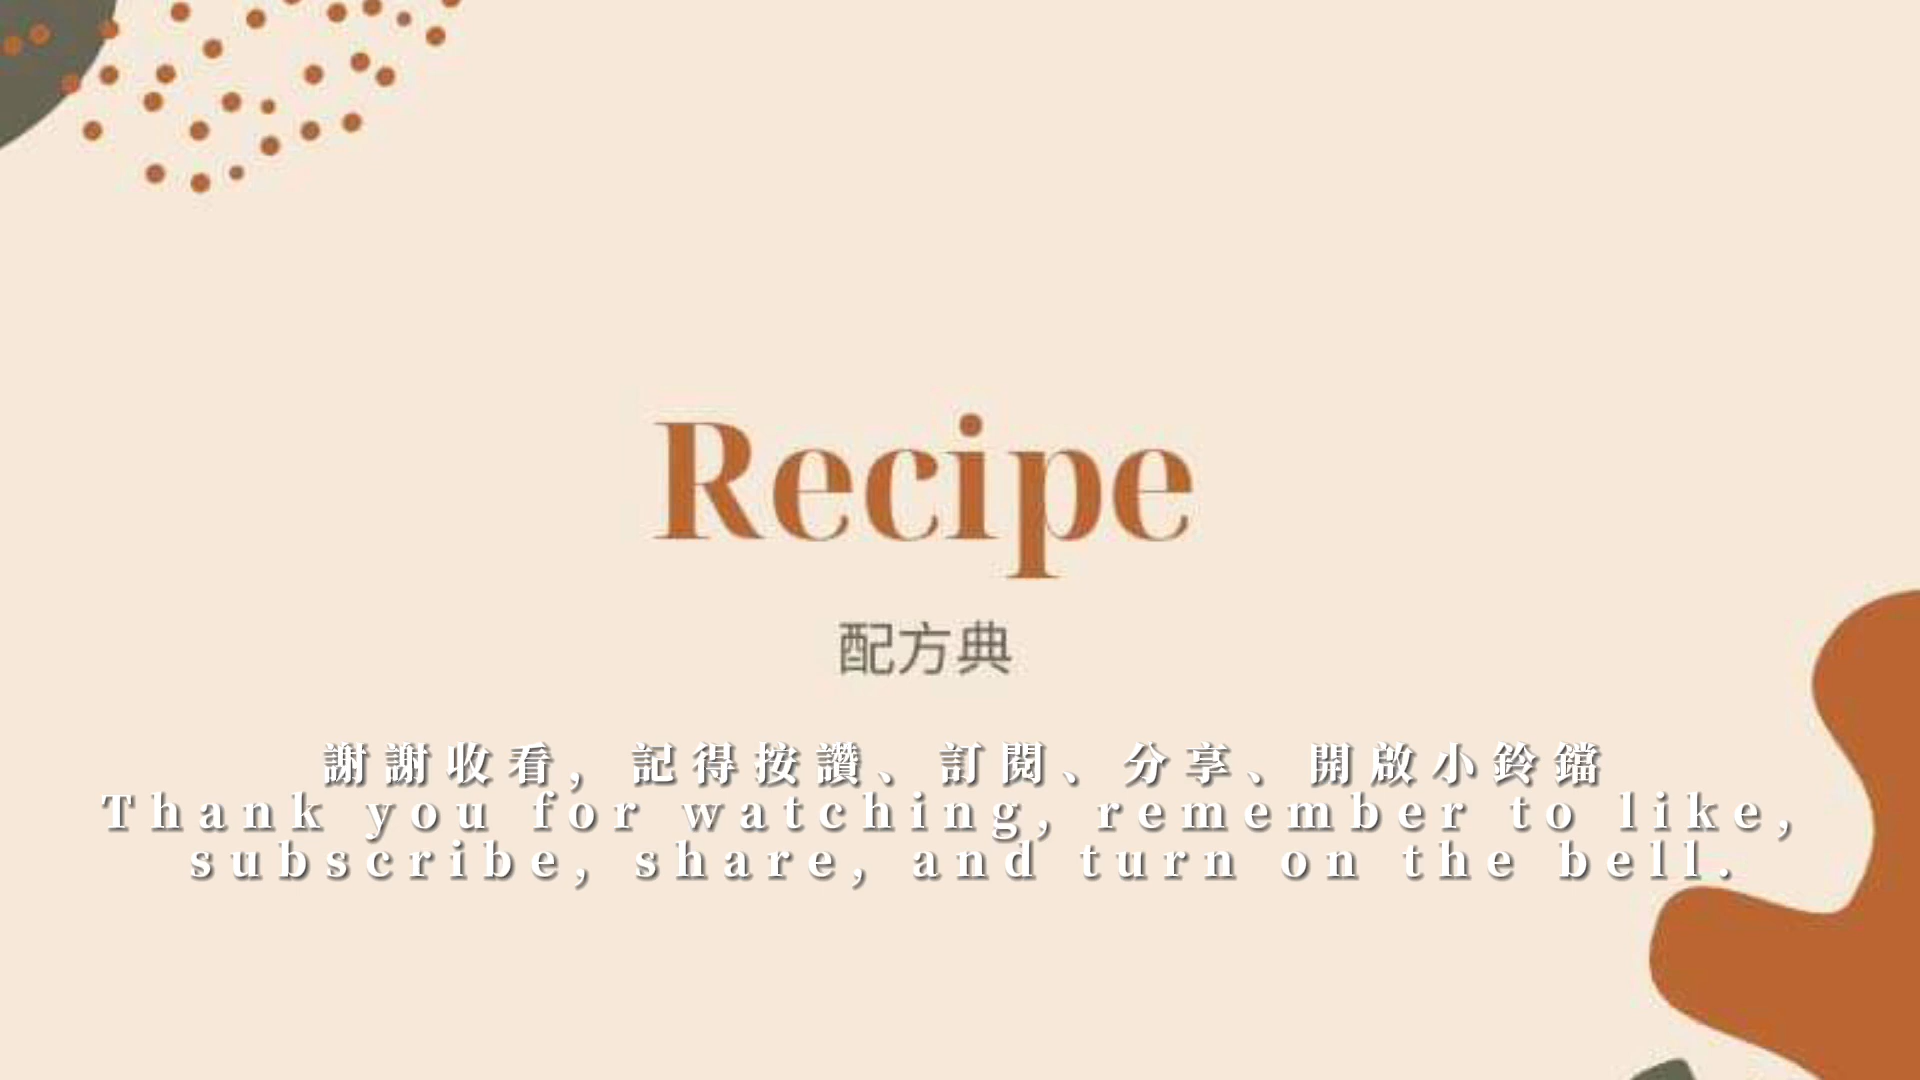 Recipe
配方典
謝謝收看，記得按讚、訂閱、分享、開啟小鈴鐺
Thank you for watching, remember to like,
subscribe, share, and turn on the bell.